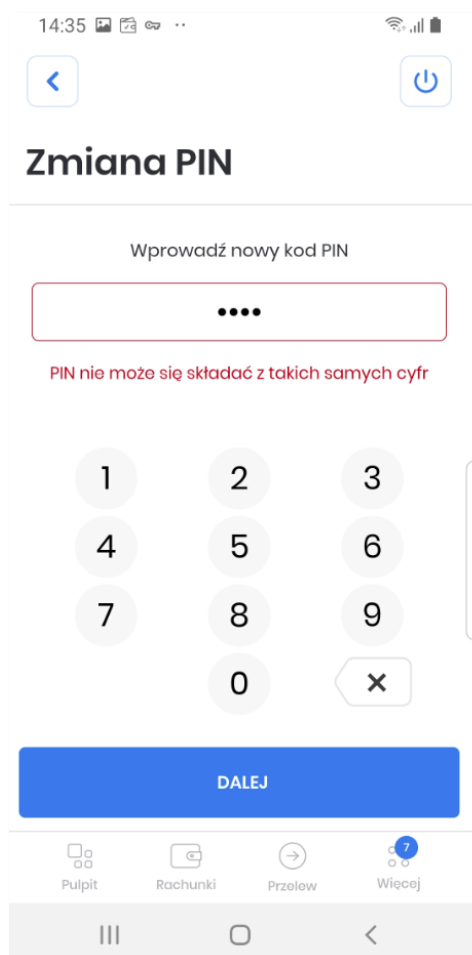 14:35
Zmiana PIN
Wprowadź nowy kod PIN
••••
PIN nie może się składać z takich samych cyfr
1 2 3
4 5 6
7 8 9
0
DALEJ
7
Pulpit Rachunki Przelew Więcej